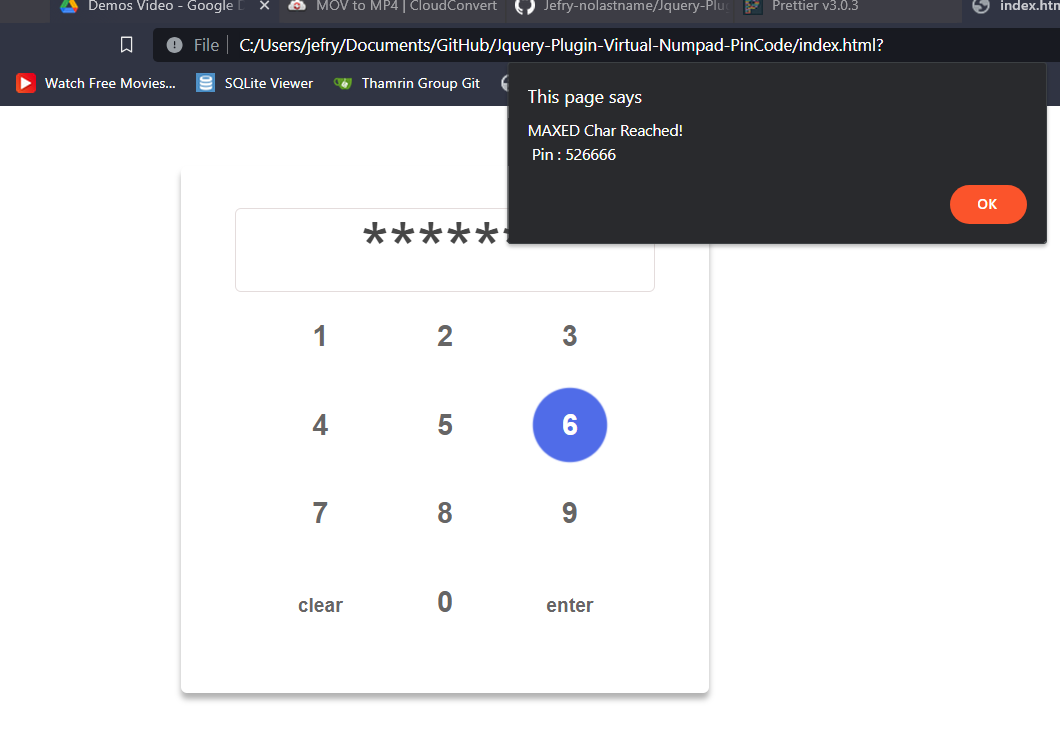 Demos Video - Google D
MOV to MP4 | CloudConvert
Jefry-nolastname/Jquery-Plu
Prettier v3.0.3
index.htm
File
C:/Users/jefry/Documents/GitHub/Jquery-Plugin-Virtual-Numpad-PinCode/index.html?
Watch Free Movies...
SQLite Viewer
Thamrin Group Git
This page says
MAXED Char Reached!
Pin : 526666
OK
*****
1 2 3
4 5 6
7 8 9
clear 0 enter